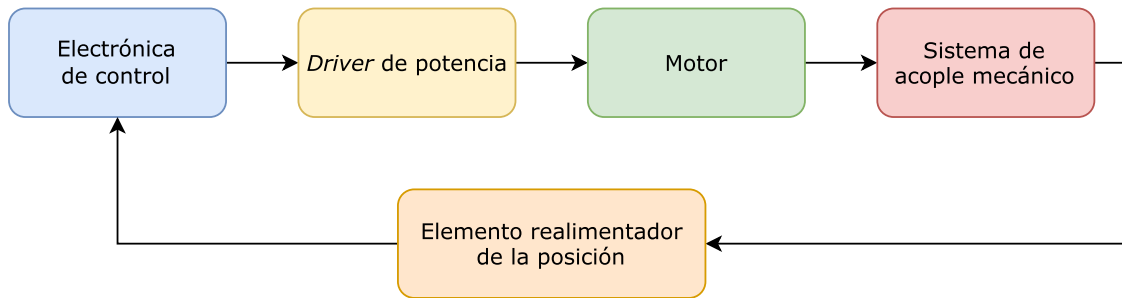 Electrónica
de control
Driver de potencia
Motor
Sistema de
acople mecánico
Elemento realimentador
de la posición